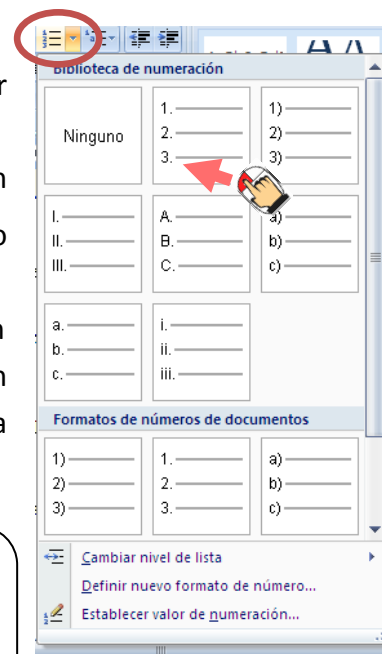 Biblioteca de numeración
Ninguno
1.
2.
3.
1)
2)
3)
I.
II.
III.
A.
B.
C.
a)
b)
c)
a.
b.
c.
i.
ii.
iii.
Formatos de números de documentos
1)
2)
3)
1.
2.
3.
a)
b)
c)
Cambiar nivel de lista
Definir nuevo formato de número...
Establecer valor de numeración...